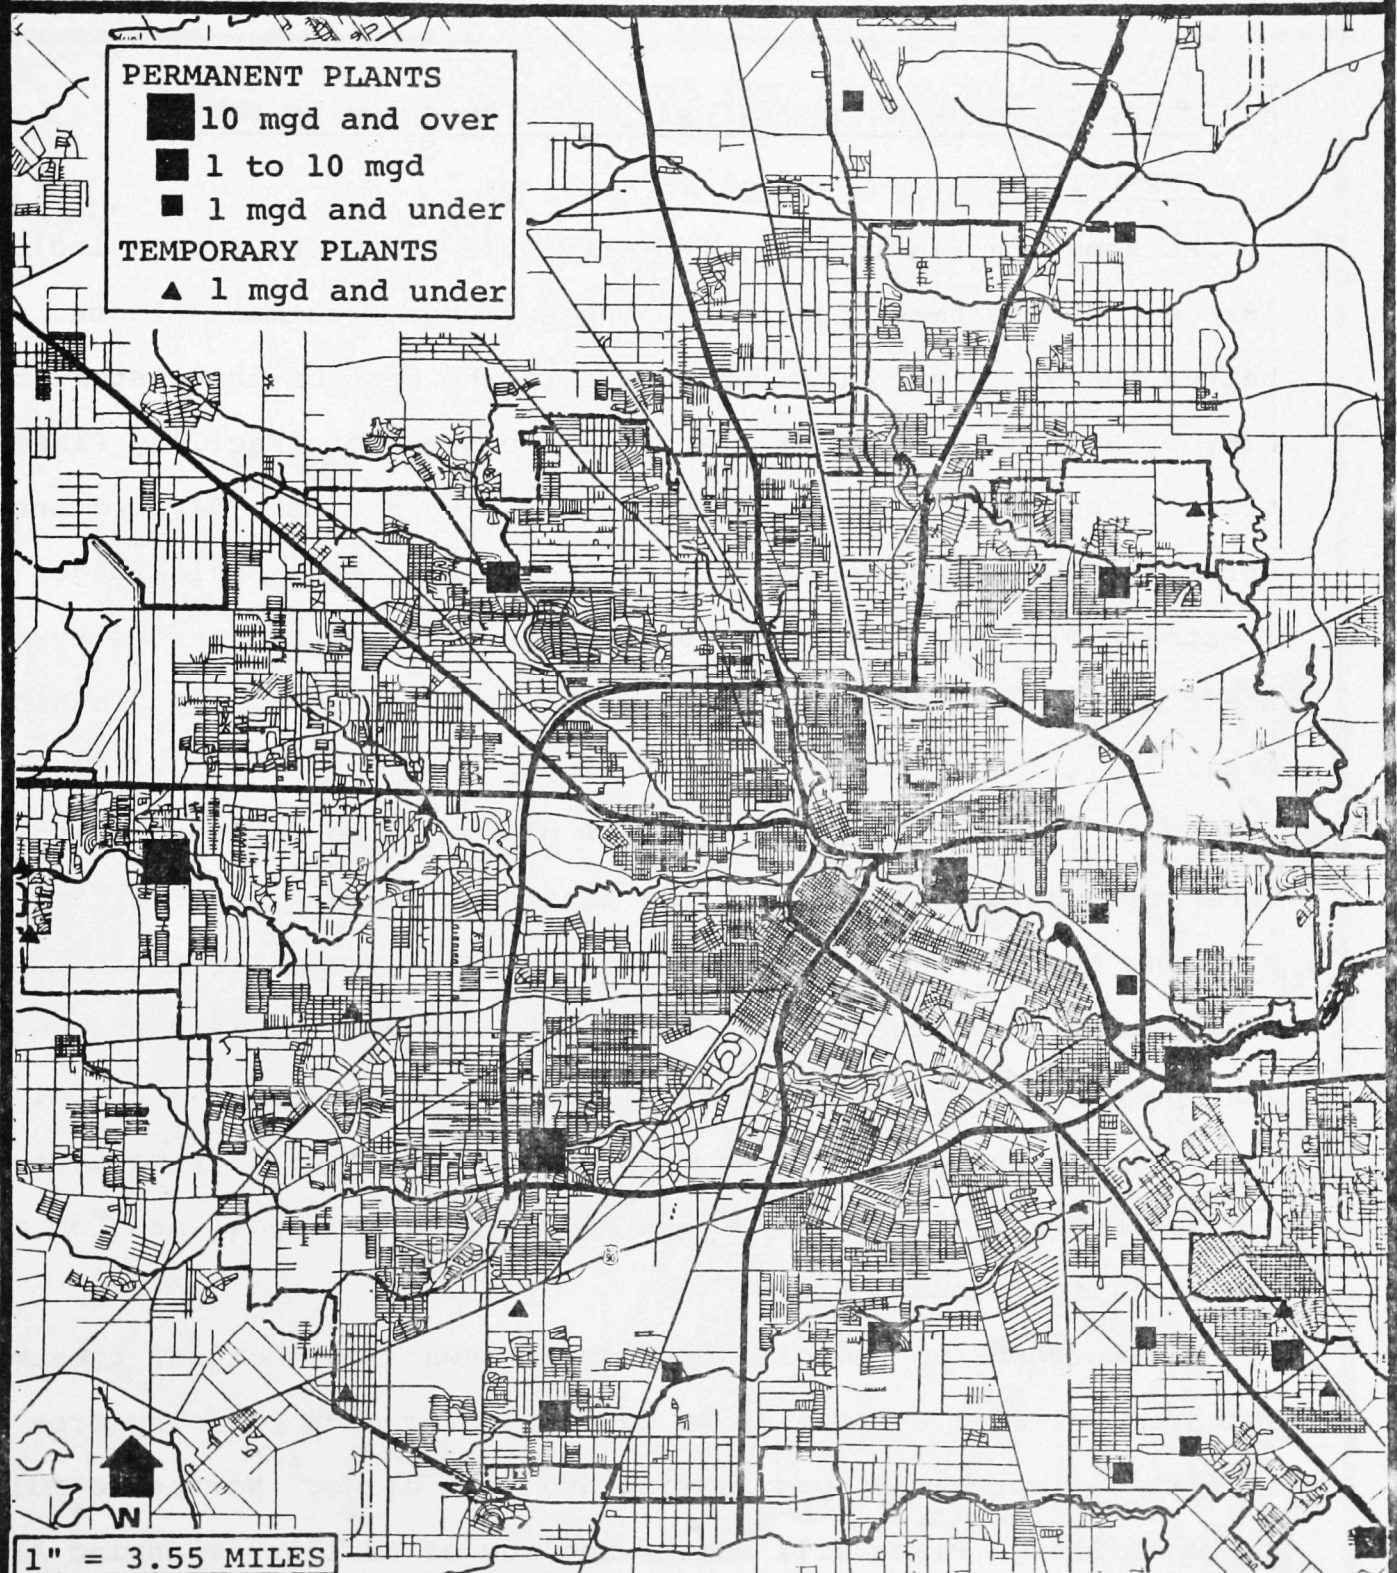 PERMANENT PLANTS
10 mgd and over
1 to 10 mgd
1 mgd and under
TEMPORARY PLANTS
1 mgd and under
90
N
1" = 3.55 MILES